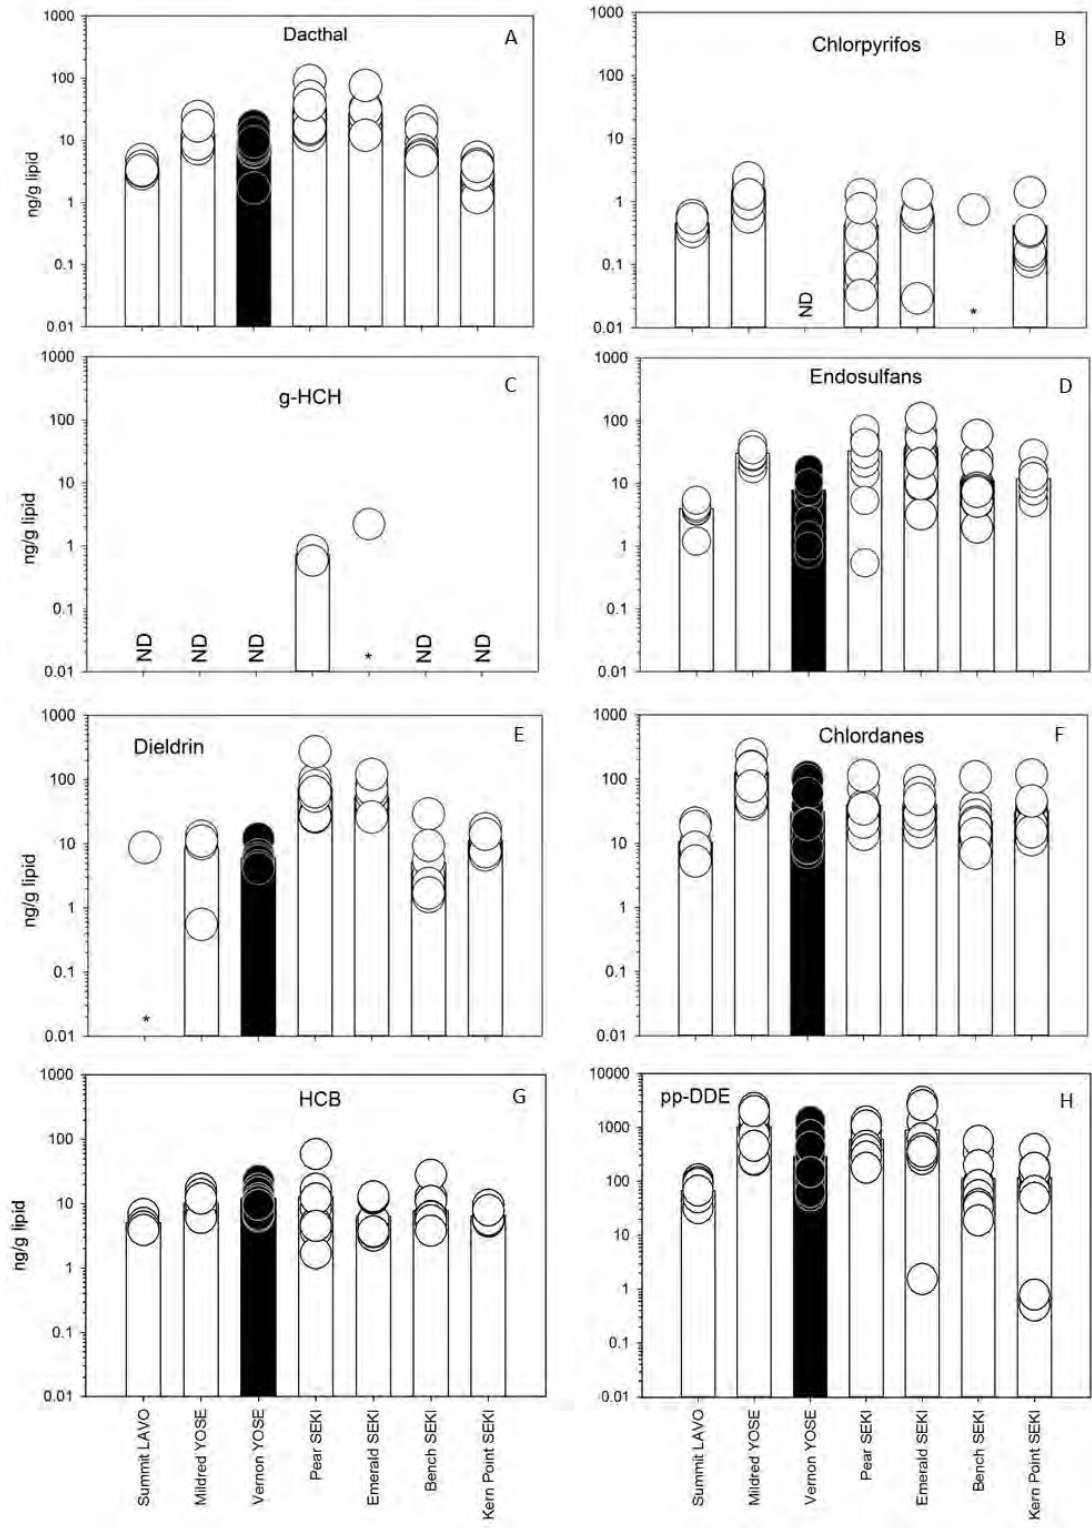 Dacthal
A
1000
100
10
1
0.1
0.01
ng/g lipid
Chlorpyrifos
B
1000
100
10
1
0.1
0.01
ND
*
g-HCH
C
1000
100
10
1
0.1
0.01
ng/g lipid
ND
ND
ND
*
ND
ND
Endosulfans
D
1000
100
10
1
0.1
0.01
Dieldrin
E
1000
100
10
1
0.1
0.01
ng/g lipid
*
Chlordanes
F
1000
100
10
1
0.1
0.01
HCB
G
1000
100
10
1
0.1
0.01
ng/g lipid
Summit LAVO
Mildred YOSE
Vernon YOSE
Pear SEKI
Emerald SEKI
Bench SEKI
Kern Point SEKI
pp-DDE
H
10000
1000
100
10
1
0.1
0.01
Summit LAVO
Mildred YOSE
Vernon YOSE
Pear SEKI
Emerald SEKI
Bench SEKI
Kern Point SEKI